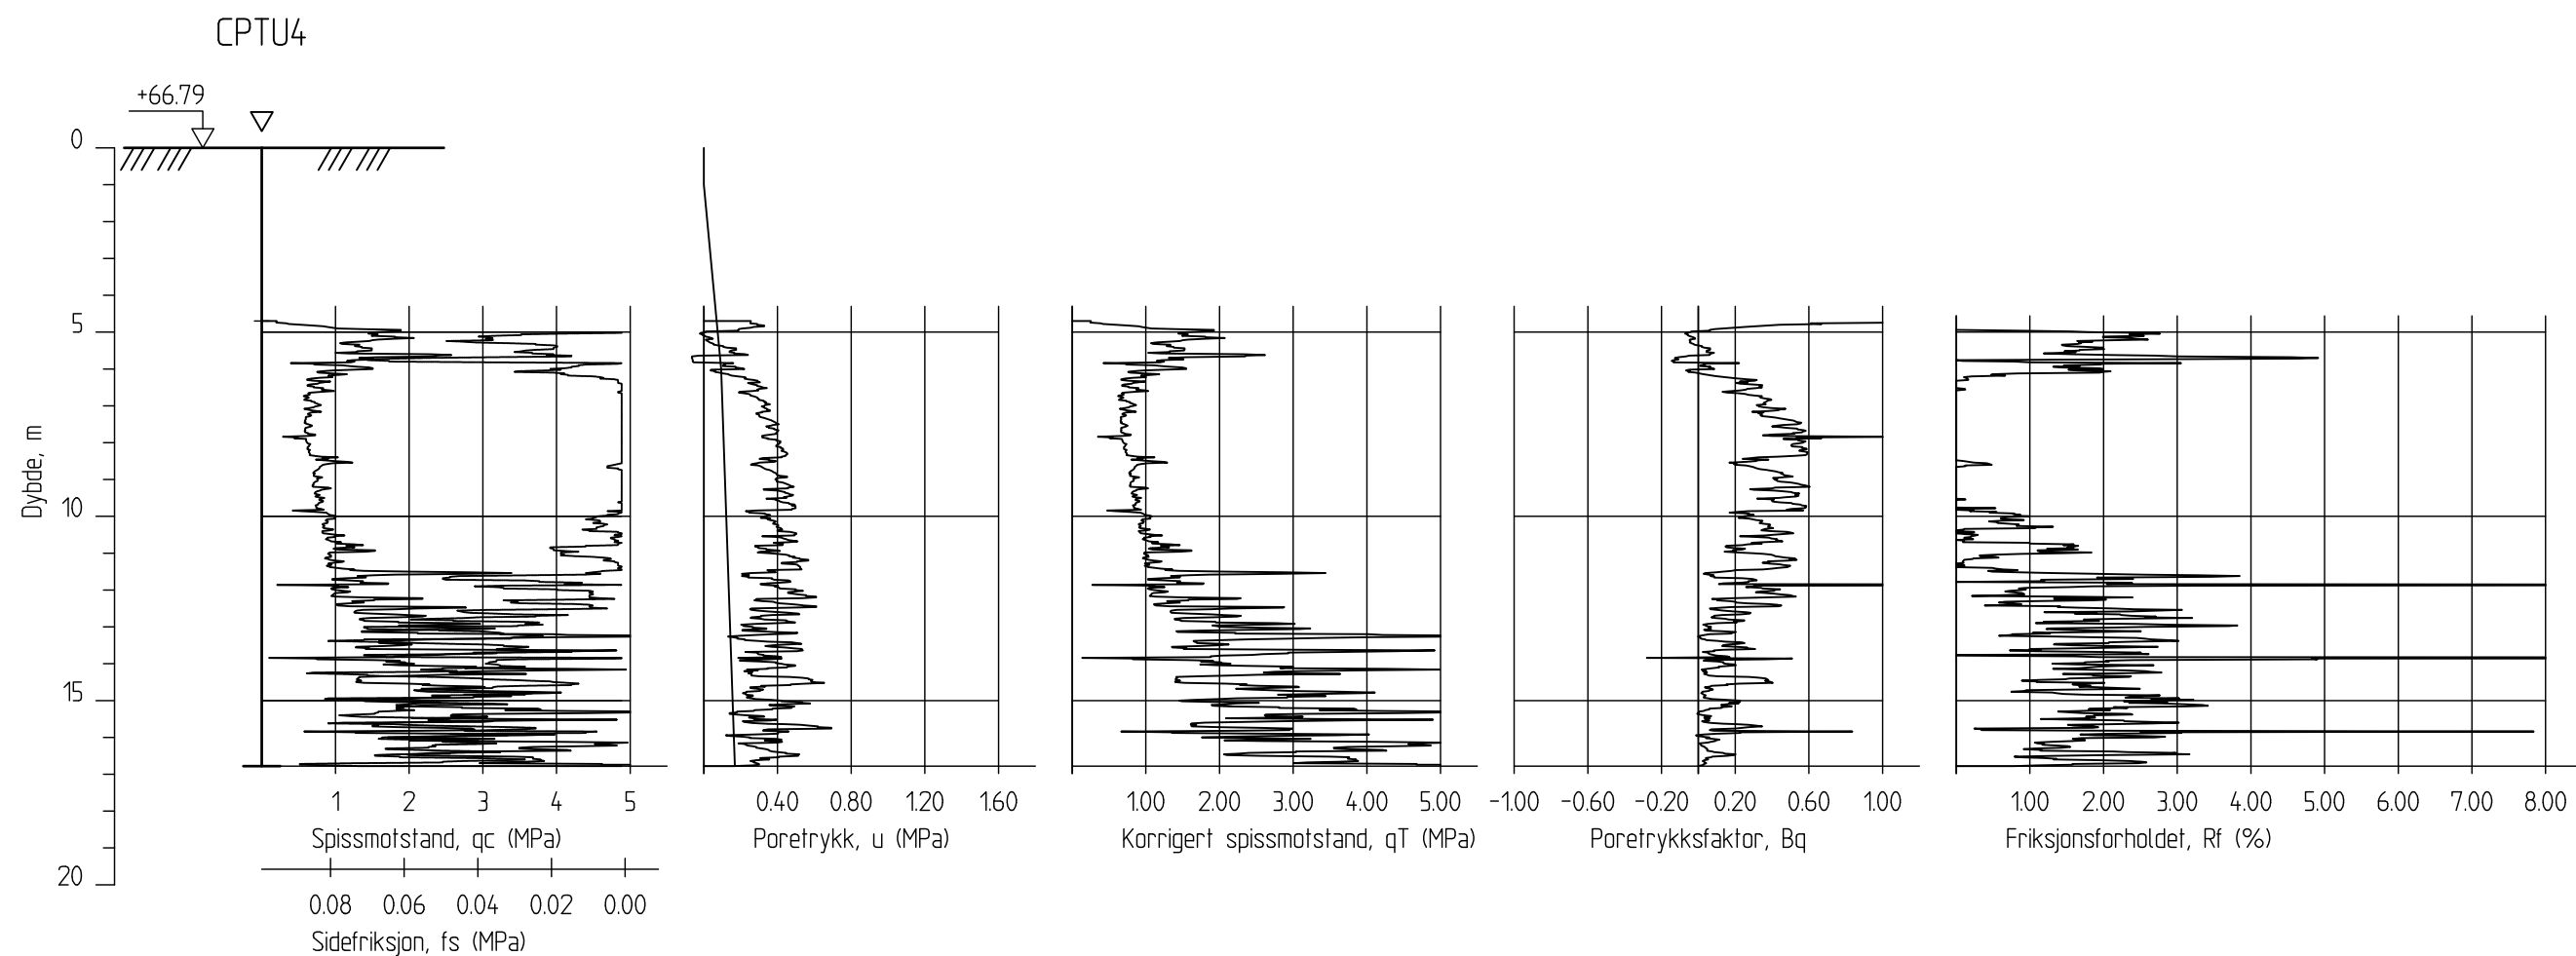 CPTU4
+66.79
0
5
10
15
20
Dybde, m
1 2 3 4 5
Spissmotstand, qc (MPa)
0.08 0.06 0.04 0.02 0.00
Sidefriksjon, fs (MPa)
0.40 0.80 1.20 1.60
Poretrykk, u (MPa)
1.00 2.00 3.00 4.00 5.00
Korrigert spissmotstand, qT (MPa)
-1.00 -0.60 -0.20 0.20 0.60 1.00
Poretrykksfaktor, Bq
1.00 2.00 3.00 4.00 5.00 6.00 7.00 8.00
Friksjonsforholdet, Rf (%)